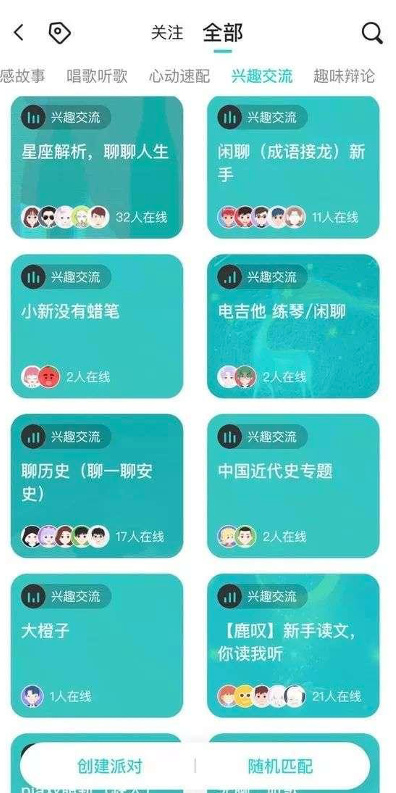 关注 全部
感故事 唱歌听歌 心动速配 兴趣交流 趣味辩论
兴趣交流
星座解析，聊聊人生
32人在线
兴趣交流
闲聊（成语接龙）新
手
11人在线
兴趣交流
小新没有蜡笔
2人在线
兴趣交流
电吉他 练琴/闲聊
2人在线
兴趣交流
聊历史（聊一聊安
史）
17人在线
兴趣交流
中国近代史专题
2人在线
兴趣交流
大橙子
1人在线
兴趣交流
【鹿叹】新手读文，
你读我听
21人在线
创建派对 随机匹配